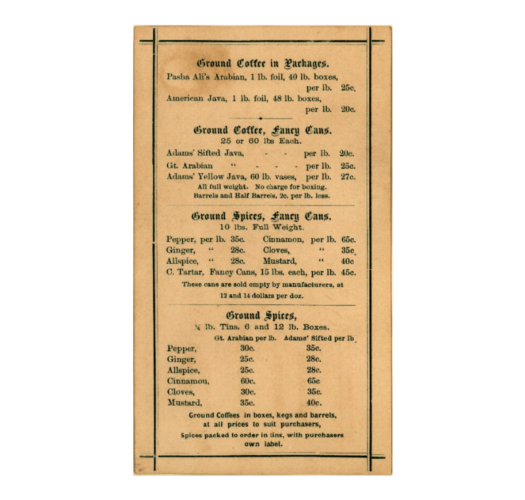 Ground Coffee in Packages.
Pasha Ali's Arabian, 1 lb. foil, 40 lb. boxes,
per lb. 25c.
American Java, 1 lb. foil, 48 lb. boxes,
per lb. 20c.
Ground Coffee, Fancy Cans.
25 or 60 lbs Each.
Adams' Sifted Java, - - per lb. 20c.
Gt. Arabian " - - - per lb. 25c.
Adams' Yellow Java, 60 lb. vases, per lb. 27c.
All full weight. No charge for boxing.
Barrels and Half Barrels, 2c. per lb. less.
Ground Spices, Fancy Cans.
10 lbs. Full Weight.
Pepper, per lb. 35c. Cinnamon, per lb. 65c.
Ginger, " 28c. Cloves, " 35c.
Allspice, " 28c. Mustard, " 40c
C. Tartar, Fancy Cans, 15 lbs. each, per lb. 45c.
These cans are sold empty by manufacturers, at
12 and 14 dollars per doz.
Ground Spices,
¼ lb. Tins. 6 and 12 lb. Boxes.
Gt. Arabian per lb. Adams' Sifted per lb.
Pepper, 30c. 35c.
Ginger, 25c. 28c.
Allspice, 25c. 28c.
Cinnamon, 60c. 65c
Cloves, 30c. 35c.
Mustard, 35c. 40c.
Ground Coffees in boxes, kegs and barrels,
at all prices to suit purchasers,
Spices packed to order in tins, with purchasers
own label.